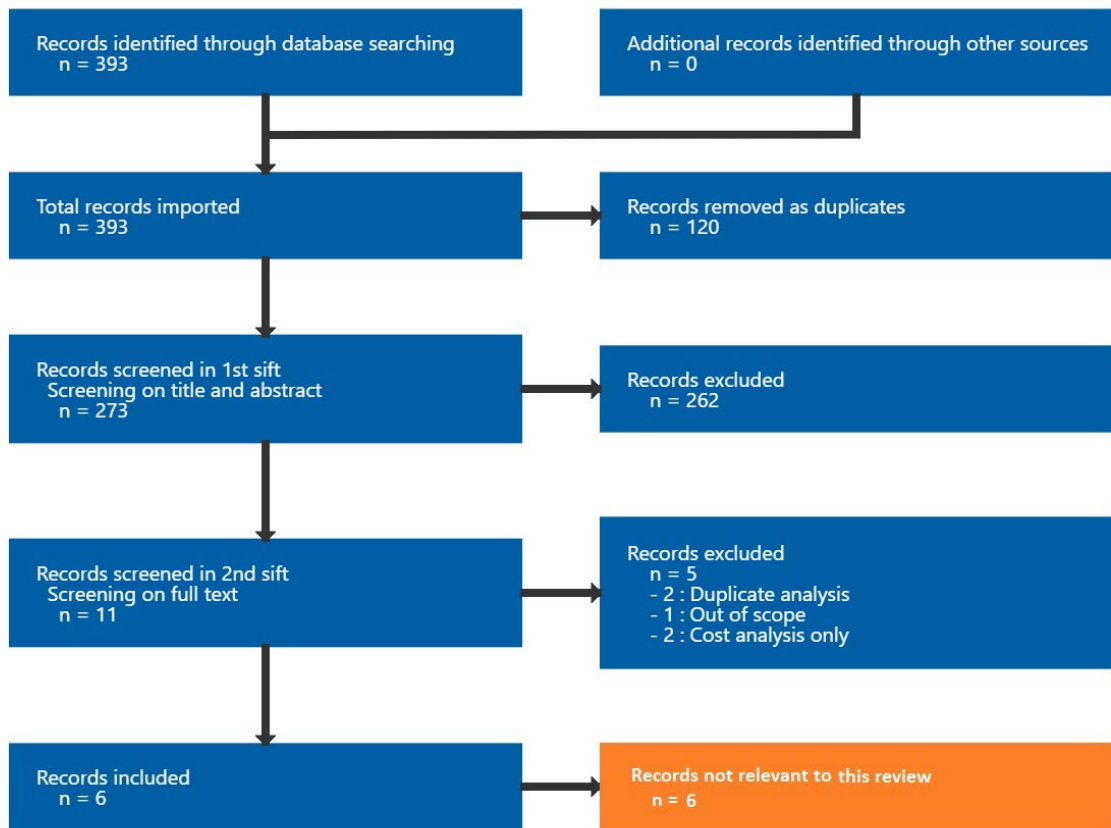 Records identified through database searching
n = 393
Additional records identified through other sources
n = 0
Total records imported
n = 393
Records removed as duplicates
n = 120
Records screened in 1st sift
Screening on title and abstract
n = 273
Records excluded
n = 262
Records screened in 2nd sift
Screening on full text
n = 11
Records excluded
n = 5
- 2 : Duplicate analysis
- 1 : Out of scope
- 2 : Cost analysis only
Records included
n = 6
Records not relevant to this review
n = 6